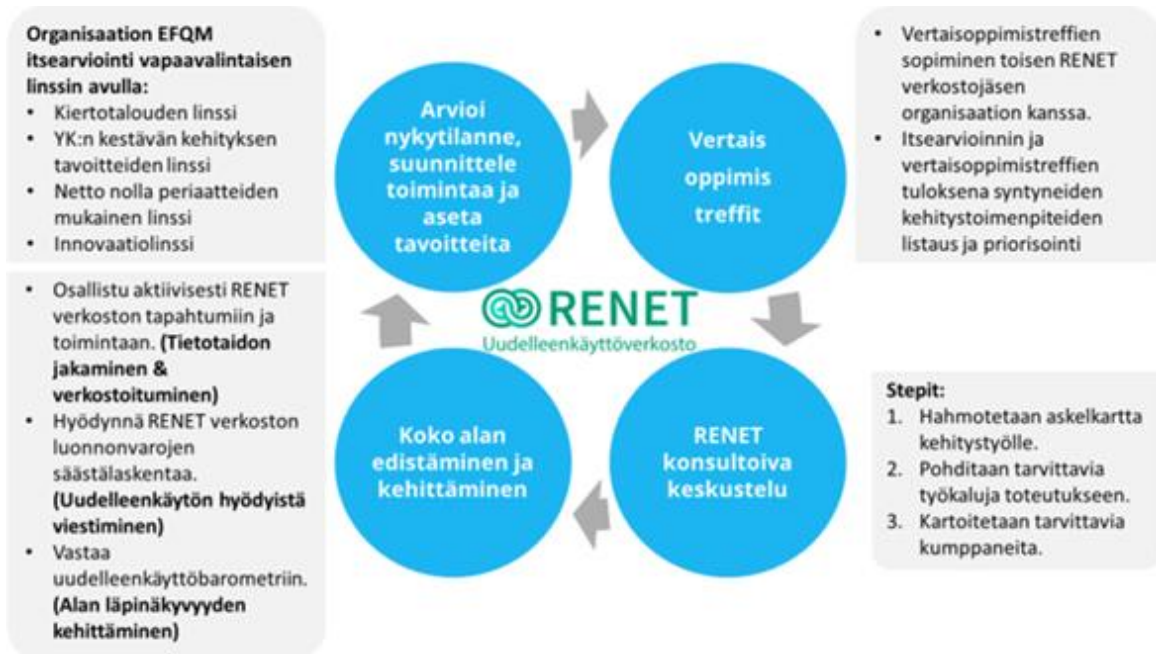 Organisaation EFQM
itsearviointi vapaavalintaisen
linssin avulla:
• Kiertotalouden linssi
• YK:n kestävän kehityksen
tavoitteiden linssi
• Netto nolla periaatteiden
mukainen linssi
• Innovaatiolinssi
Arvioi
nykytilanne,
suunnittele
toimintaa ja
aseta
tavoitteita
Vertais
oppimis
treffit
• Vertaisoppimistreffien
sopiminen toisen RENET
verkostojäsen
organisaation kanssa.
• Itsearvioinnin ja
vertaisoppimistreffien
tuloksena syntyneiden
kehitystoimenpiteiden
listaus ja priorisointi
RENET
Uudelleenkäyttöverkosto
• Osallistu aktiivisesti RENET
verkoston tapahtumiin ja
toimintaan. (Tietotaidon
jakaminen &
verkostoituminen)
• Hyödynnä RENET verkoston
luonnonvarojen
säästälaskentaa.
(Uudelleenkäytön hyödyistä
viestiminen)
• Vastaa
uudelleenkäyttöbarometriin.
(Alan läpinäkyvyyden
kehittäminen)
Koko alan
edistäminen ja
kehittäminen
RENET
konsultoiva
keskustelu
Stepit:
1. Hahmotetaan askelkartta
kehitystyölle.
2. Pohditaan tarvittavia
työkaluja toteutukseen.
3. Kartoitetaan tarvittavia
kumppaneita.